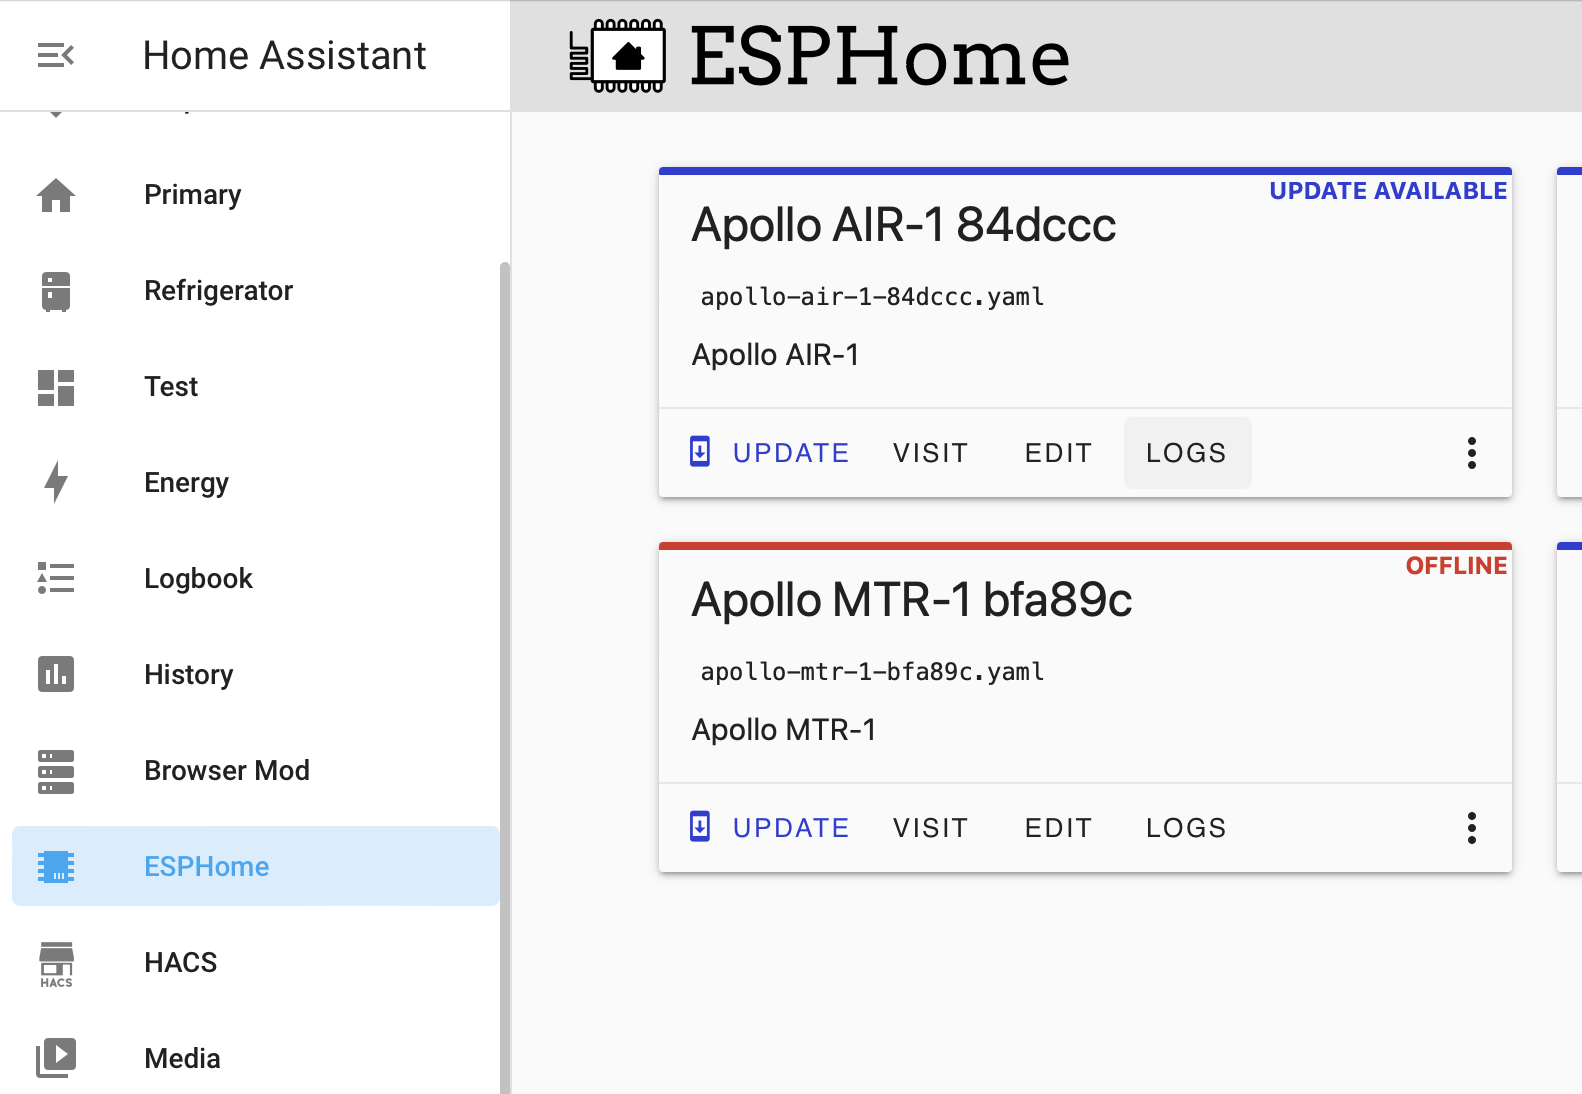 Home Assistant
ESPHome
Primary
Refrigerator
Test
Energy
Logbook
History
Browser Mod
ESPHome
HACS
HACS
Media
UPDATE AVAILABLE
Apollo AIR-1 84dccc
apollo-air-1-84dccc.yaml
Apollo AIR-1
UPDATE VISIT EDIT LOGS
OFFLINE
Apollo MTR-1 bfa89c
apollo-mtr-1-bfa89c.yaml
Apollo MTR-1
UPDATE VISIT EDIT LOGS